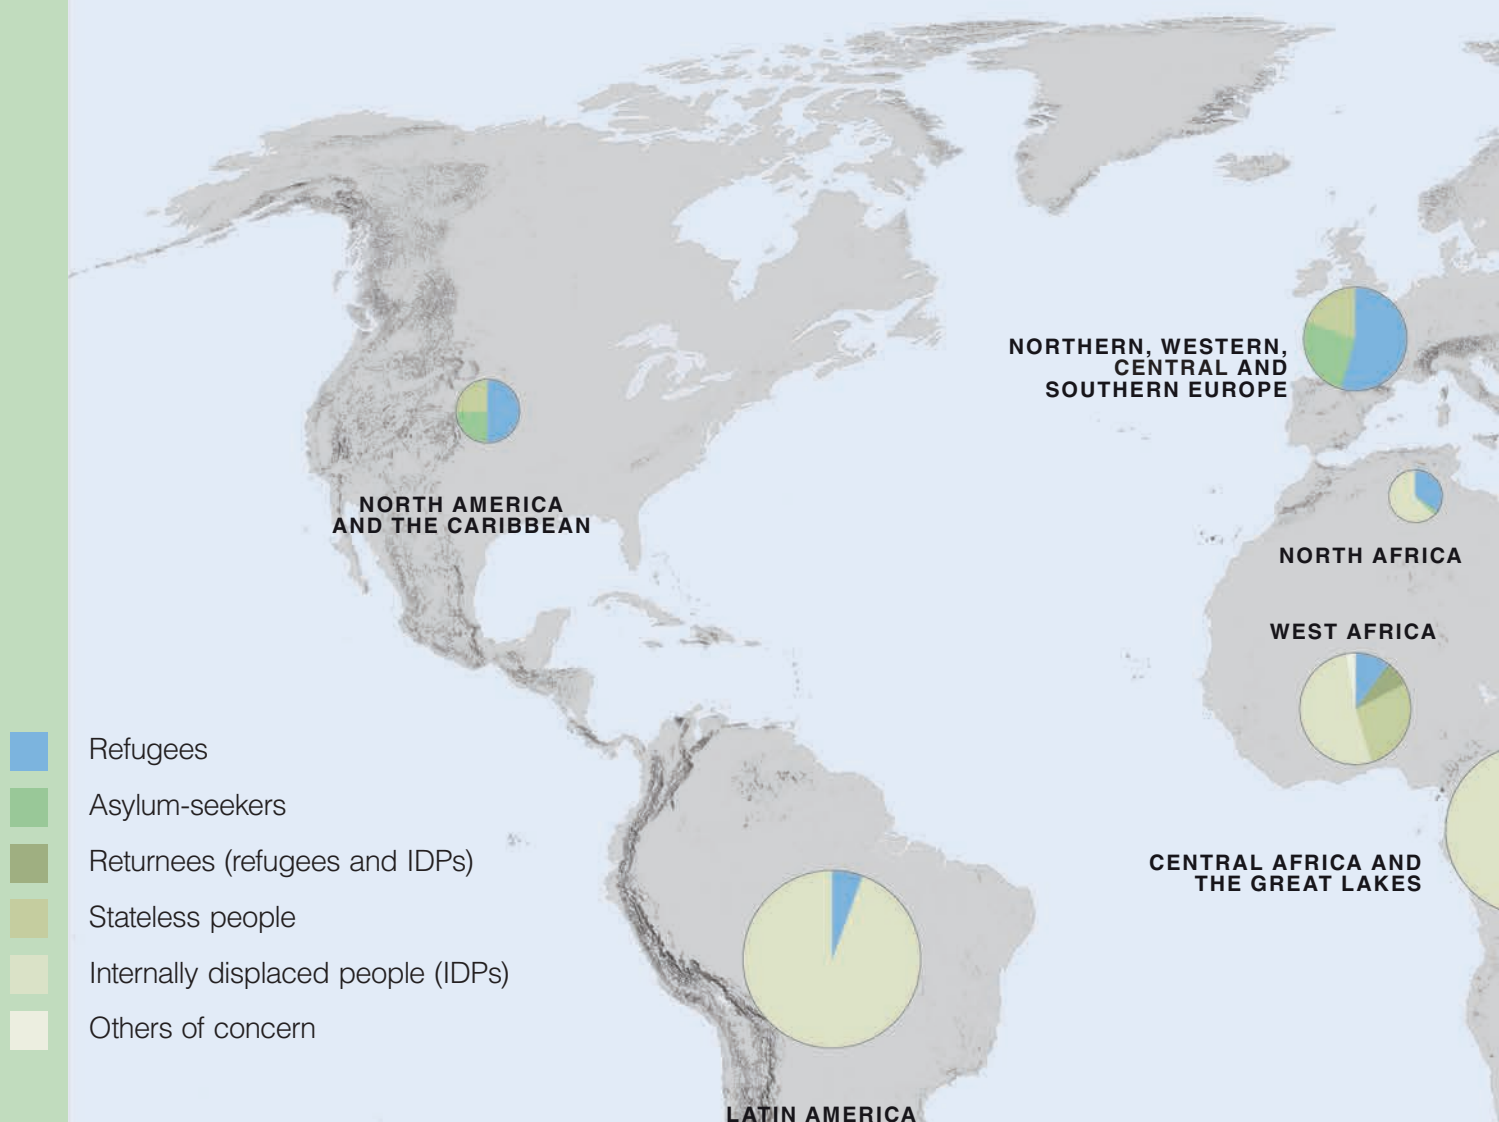 NORTHERN, WESTERN,
CENTRAL AND
SOUTHERN EUROPE
NORTH AMERICA
AND THE CARIBBEAN
NORTH AFRICA
WEST AFRICA
Refugees
Asylum-seekers
Returnees (refugees and IDPs)
Stateless people
Internally displaced people (IDPs)
Others of concern
CENTRAL AFRICA AND
THE GREAT LAKES
LATIN AMERICA